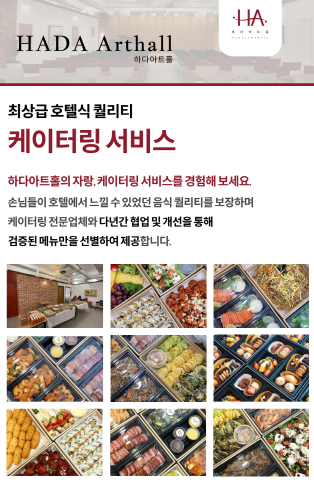 HADA Arthall
하다아트홀
HA
하다아트홀
최상급 호텔식 퀄리티
케이터링 서비스
하다아트홀의 자랑, 케이터링 서비스를 경험해 보세요.
손님들이 호텔에서 느낄 수 있었던 음식 퀄리티를 보장하며
케이터링 전문업체와 다년간 협업 및 개선을 통해
검증된 메뉴만을 선별하여 제공합니다.